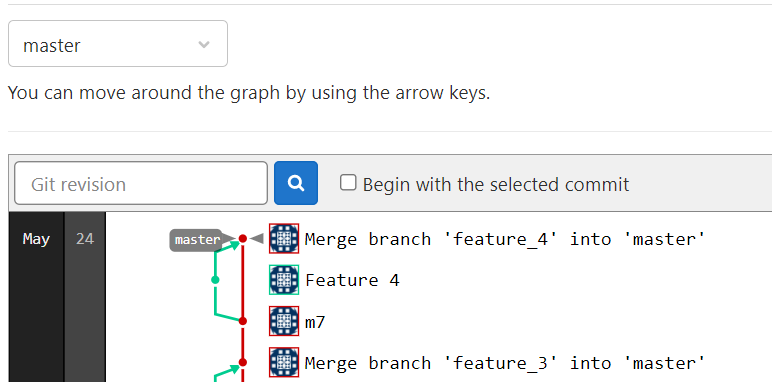 master
You can move around the graph by using the arrow keys.
Git revision
Begin with the selected commit
May 24 master Merge branch 'feature_4' into 'master'
Feature 4
m7
Merge branch 'feature_3' into 'master'